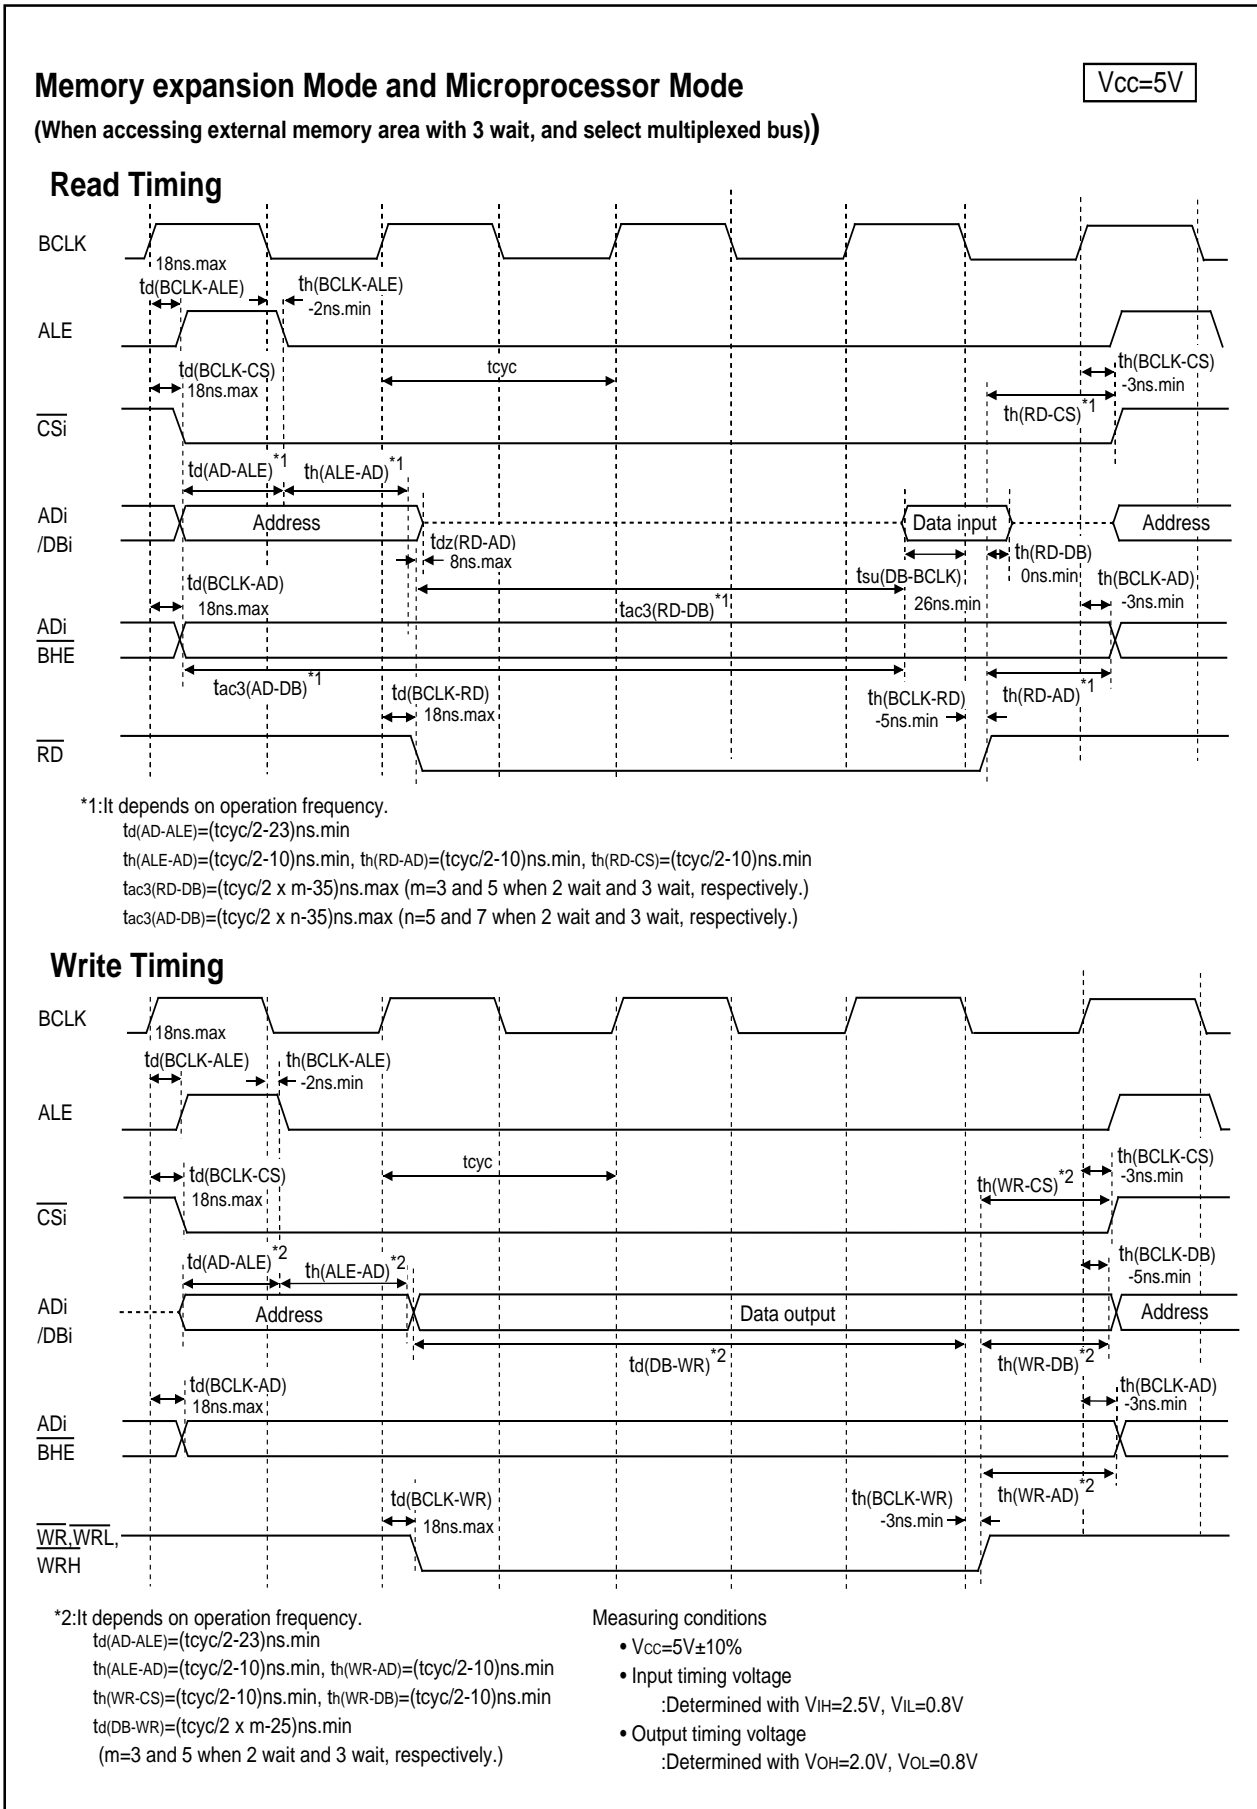 Memory expansion Mode and Microprocessor Mode
Vcc=5V
(When accessing external memory area with 3 wait, and select multiplexed bus))
Read Timing
BCLK
18ns.max
td(BCLK-ALE)
th(BCLK-ALE)
-2ns.min
ALE
td(BCLK-CS)
18ns.max
tcyc
th(BCLK-CS)
-3ns.min
th(RD-CS)*1
CSi
td(AD-ALE)*1
th(ALE-AD)*1
ADi
/DBi
Address
Data input
Address
tdz(RD-AD)
8ns.max
th(RD-DB)
0ns.min
td(BCLK-AD)
18ns.max
tsu(DB-BCLK)
26ns.min
th(BCLK-AD)
-3ns.min
tac3(RD-DB)*1
ADi
BHE
tac3(AD-DB)*1
td(BCLK-RD)
18ns.max
th(BCLK-RD)
-5ns.min
th(RD-AD)*1
RD
*1:It depends on operation frequency.
td(AD-ALE)=(tcyc/2-23)ns.min
th(ALE-AD)=(tcyc/2-10)ns.min, th(RD-AD)=(tcyc/2-10)ns.min, th(RD-CS)=(tcyc/2-10)ns.min
tac3(RD-DB)=(tcyc/2 x m-35)ns.max (m=3 and 5 when 2 wait and 3 wait, respectively.)
tac3(AD-DB)=(tcyc/2 x n-35)ns.max (n=5 and 7 when 2 wait and 3 wait, respectively.)
Write Timing
BCLK
18ns.max
td(BCLK-ALE)
th(BCLK-ALE)
-2ns.min
ALE
td(BCLK-CS)
18ns.max
tcyc
th(BCLK-CS)
-3ns.min
th(WR-CS)*2
CSi
td(AD-ALE)*2
th(ALE-AD)*2
th(BCLK-DB)
-5ns.min
ADi
/DBi
Address
Data output
Address
td(DB-WR)*2
th(WR-DB)*2
td(BCLK-AD)
18ns.max
th(BCLK-AD)
-3ns.min
ADi
BHE
td(BCLK-WR)
18ns.max
th(BCLK-WR)
-3ns.min
th(WR-AD)*2
WR,WRL,
WRH
*2:It depends on operation frequency.
td(AD-ALE)=(tcyc/2-23)ns.min
th(ALE-AD)=(tcyc/2-10)ns.min, th(WR-AD)=(tcyc/2-10)ns.min
th(WR-CS)=(tcyc/2-10)ns.min, th(WR-DB)=(tcyc/2-10)ns.min
td(DB-WR)=(tcyc/2 x m-25)ns.min
(m=3 and 5 when 2 wait and 3 wait, respectively.)
Measuring conditions
• VCC=5V±10%
• Input timing voltage
:Determined with VIH=2.5V, VIL=0.8V
• Output timing voltage
:Determined with VOH=2.0V, VOL=0.8V